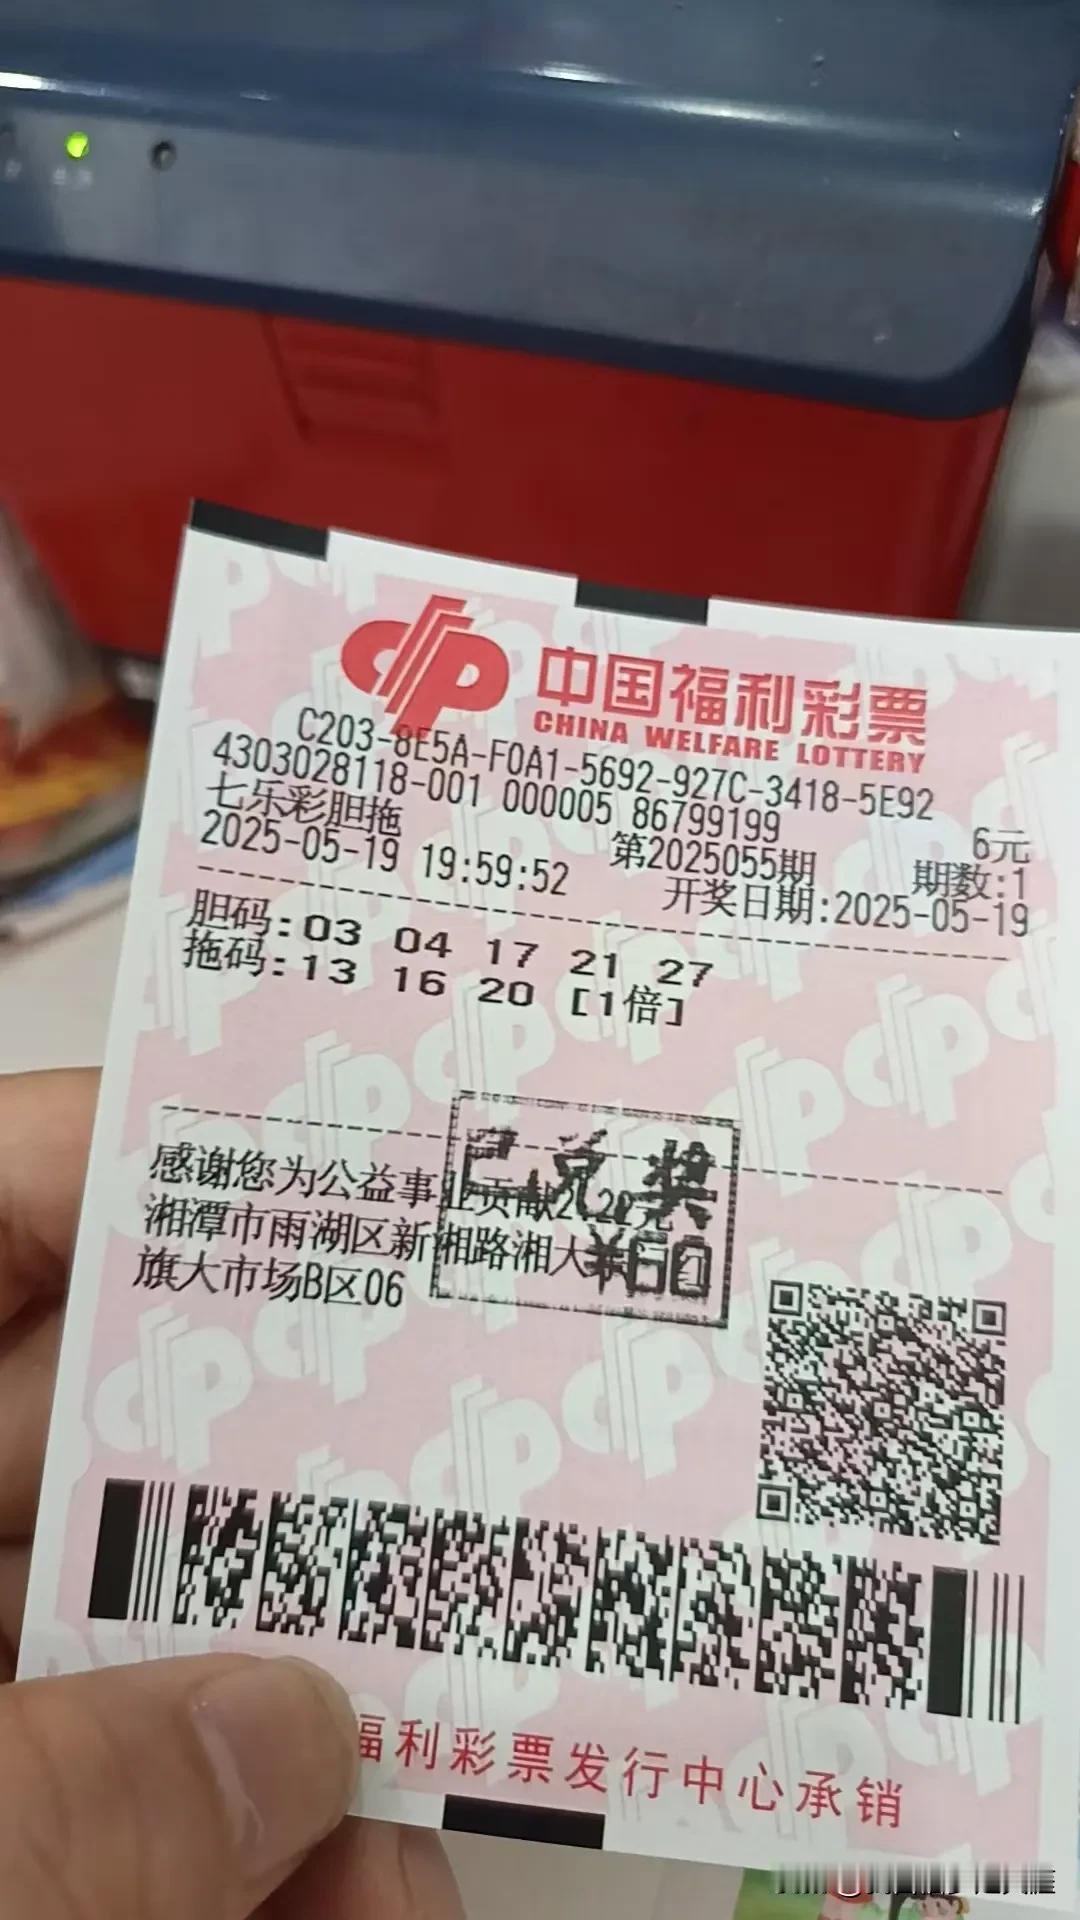 中国福利彩票
CHINA WELFARE LOTTERY
C203-8E5A-F0A1-5692-927C-3418-5E92
4303028118-001 000005 86799199 6元
七乐彩胆拖 第2025055期 期数:1
2025-05-19 19:59:52 开奖日期:2025-05-19
胆码:03 04 17 21 27
拖码:13 16 20 [1倍]
已兑奖
感谢您为公益事业贡献2.22元
湘潭市雨湖区新湘路湘大
旗大市场B区06
福利彩票发行中心承销